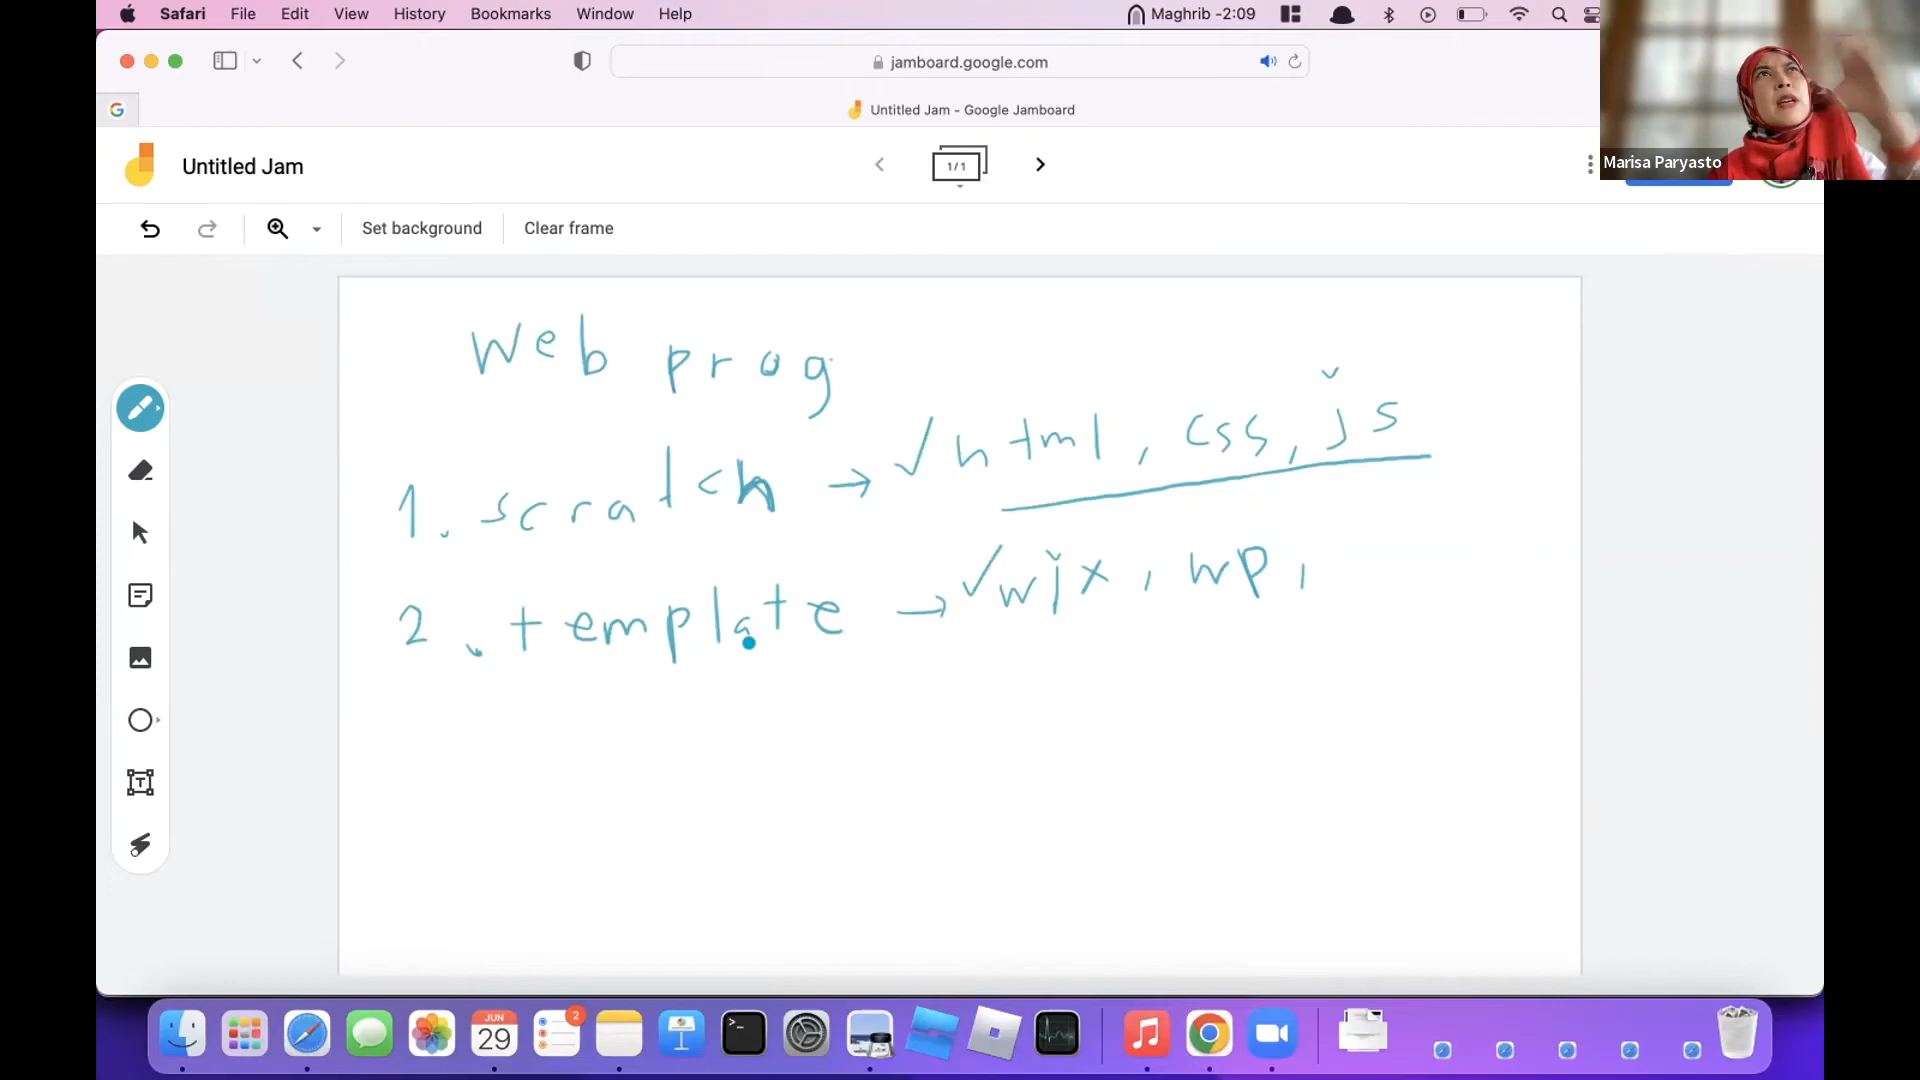 Safari File Edit View History Bookmarks Window Help Maghrib -2:09
jamboard.google.com
Untitled Jam - Google Jamboard
Untitled Jam
1/1
Marisa Paryasto
Set background Clear frame
Web prog
1. scratch → ✓ html, css, js
2. template → ✓ wix, wp,
JUN
29
2